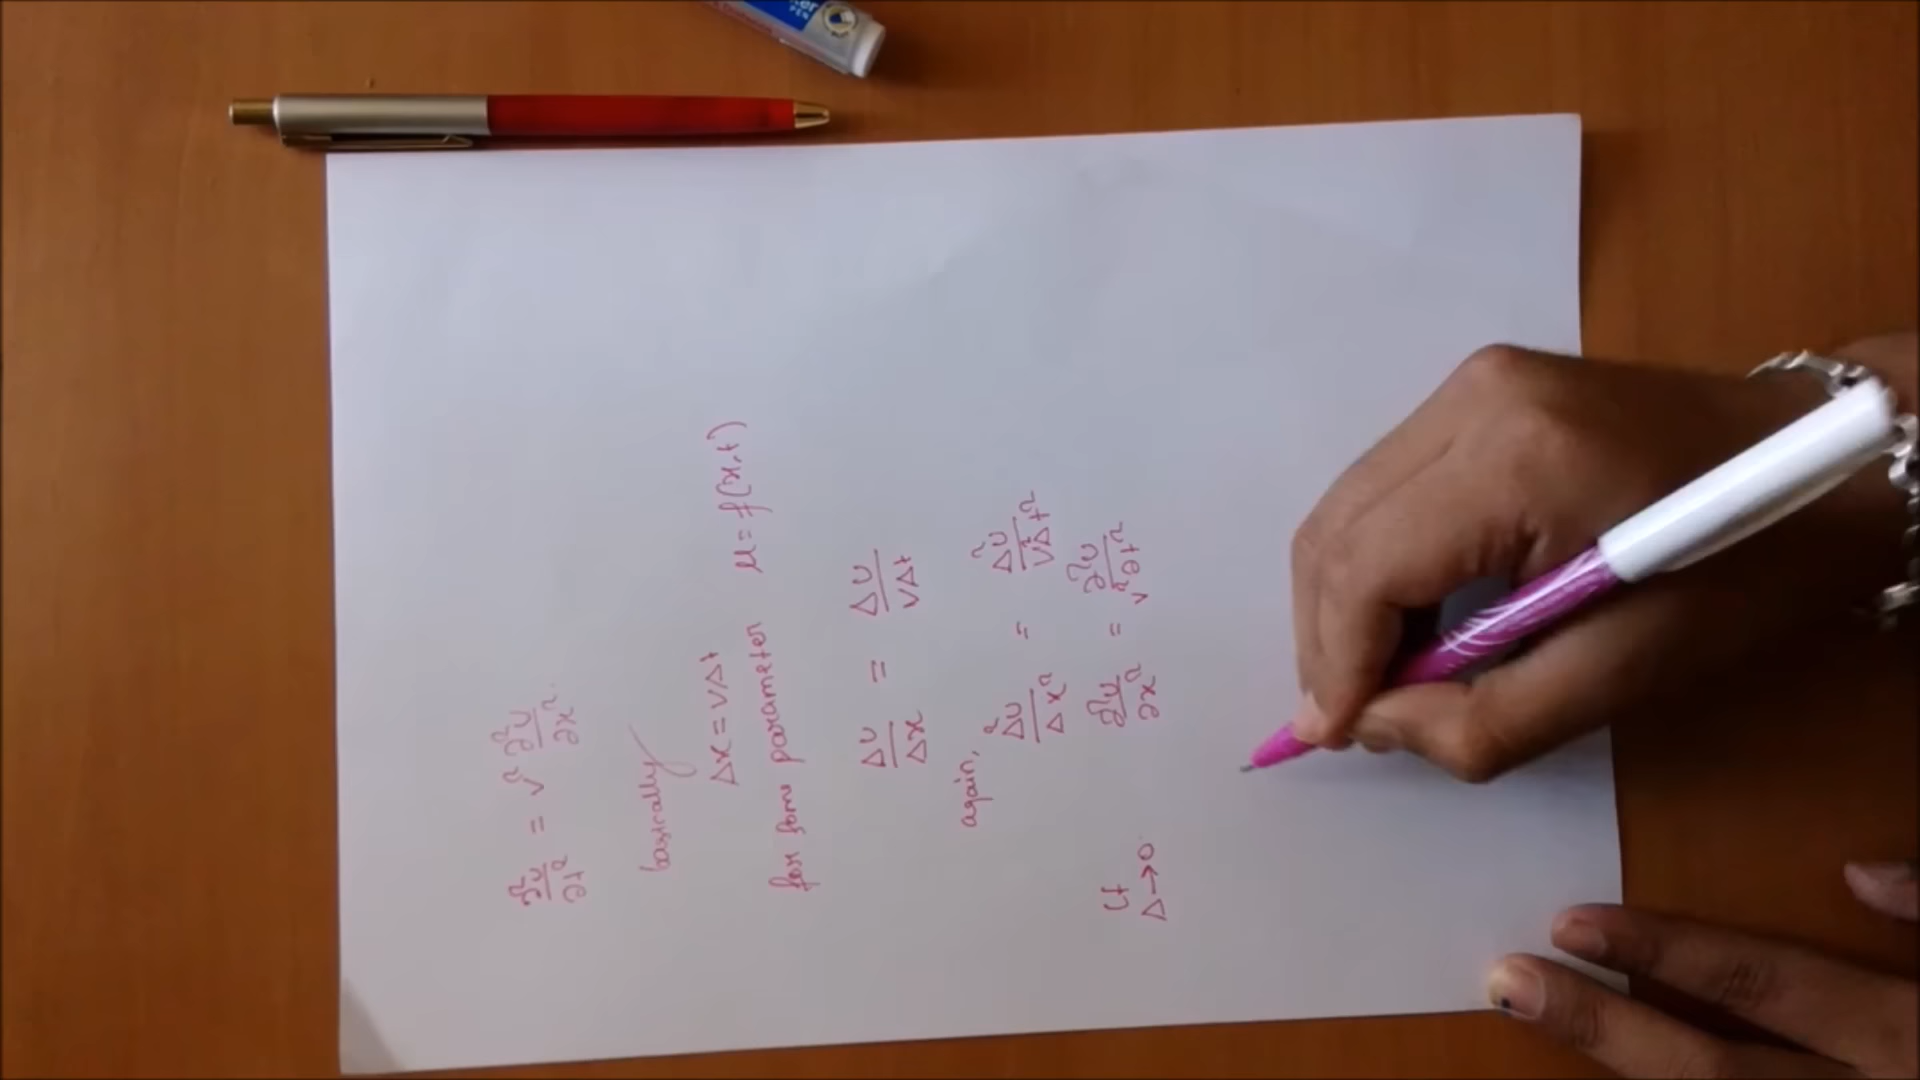 ∂²U/∂t² = v² ∂²U/∂x².
basically
Δx = vΔt
for some parameter u = f(x,t)
ΔU/Δx = ΔU/vΔt
again,
Δ²U/Δx² = Δ²U/v²Δt²
Lt Δ→0 ∂²U/∂x² = ∂²U/v²∂t²
PEN